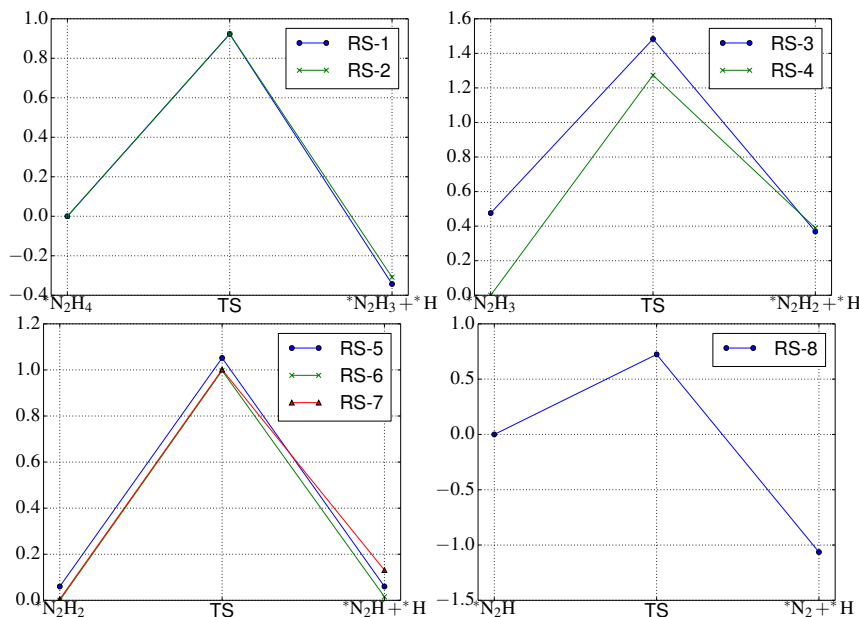 1.0
0.8
0.6
0.4
0.2
0.0
−0.2
−0.4
RS-1
RS-2
*N₂H₄ TS *N₂H₃+*H
1.6
1.4
1.2
1.0
0.8
0.6
0.4
0.2
0.0
RS-3
RS-4
*N₂H₃ TS *N₂H₂+*H
1.2
1.0
0.8
0.6
0.4
0.2
0.0
RS-5
RS-6
RS-7
*N₂H₂ TS *N₂H+*H
1.0
0.5
0.0
−0.5
−1.0
−1.5
RS-8
*N₂H TS *N₂+*H